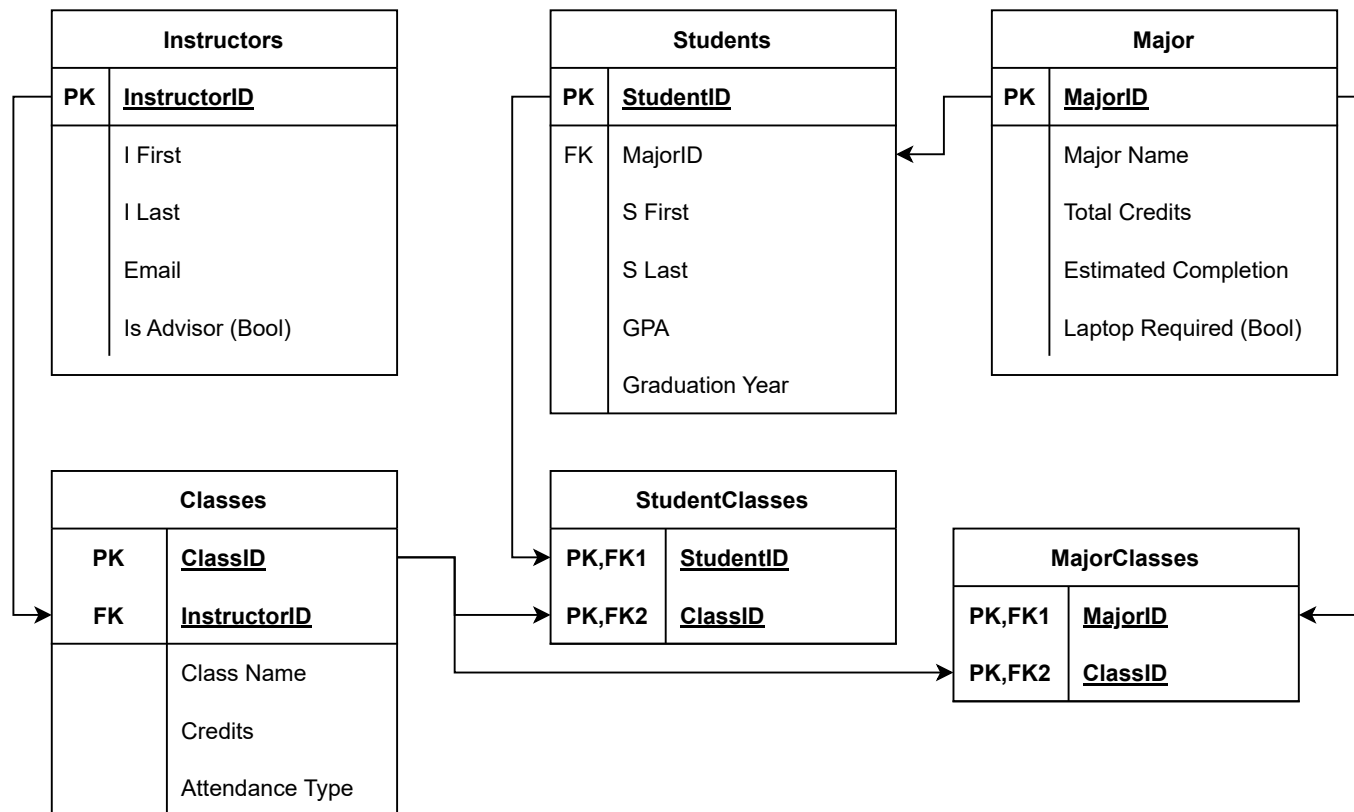 Instructors
PK InstructorID
I First
I Last
Email
Is Advisor (Bool)
Students
PK StudentID
FK MajorID
S First
S Last
GPA
Graduation Year
Major
PK MajorID
Major Name
Total Credits
Estimated Completion
Laptop Required (Bool)
Classes
PK ClassID
FK InstructorID
Class Name
Credits
Attendance Type
StudentClasses
PK,FK1 StudentID
PK,FK2 ClassID
MajorClasses
PK,FK1 MajorID
PK,FK2 ClassID